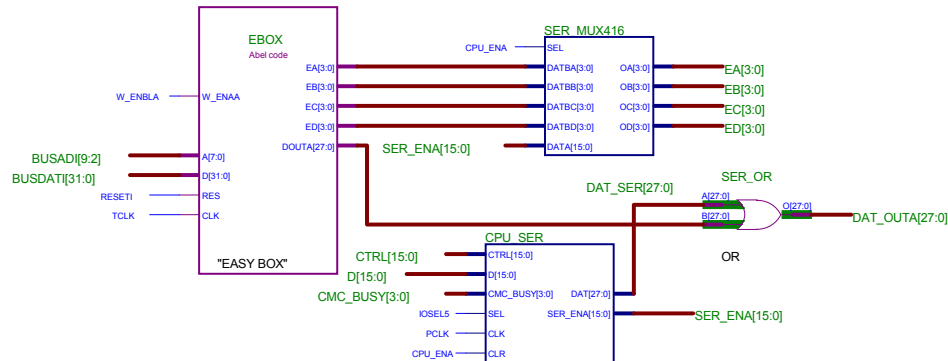 EBOX
Abel code
SER_MUX416
CPU_ENA
SEL
EA[3:0]
DATBA[3:0]
OA[3:0]
EA[3:0]
EB[3:0]
DATBB[3:0]
OB[3:0]
EB[3:0]
W_ENBLA
W_ENAA
EC[3:0]
DATBC[3:0]
OC[3:0]
EC[3:0]
ED[3:0]
DATBD[3:0]
OD[3:0]
ED[3:0]
DOUTA[27:0]
SER_ENA[15:0]
DATA[15:0]
BUSADI[9:2]
A[7:0]
BUSDATI[31:0]
D[31:0]
SER_OR
RESETI
RES
DAT_SER[27:0]
A[27:0]
O[27:0]
TCLK
CLK
B[27:0]
DAT_OUTA[27:0]
CPU_SER
"EASY BOX"
CTRL[15:0]
CTRL[15:0]
OR
D[15:0]
D[15:0]
CMC_BUSY[3:0]
CMC_BUSY[3:0]
DAT[27:0]
IOSEL5
SEL
SER_ENA[15:0]
SER_ENA[15:0]
PCLK
CLK
CPU_ENA
CLR